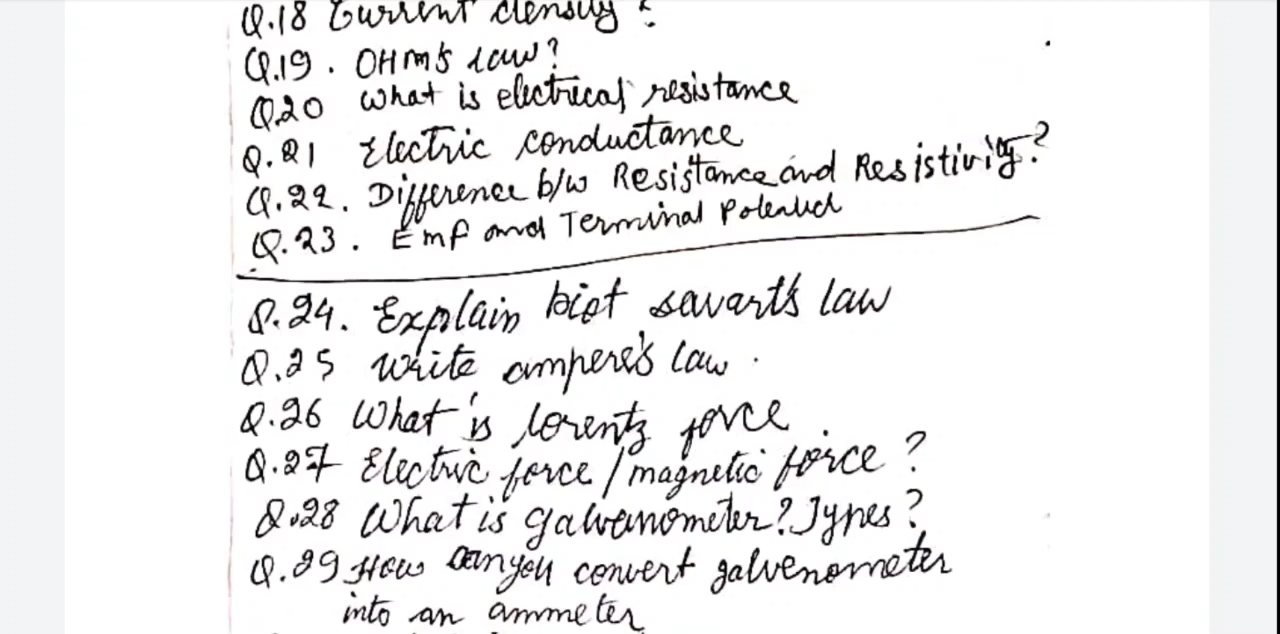 Q.18 Current density?
Q.19. OHM's law?
Q20 What is electrical resistance
Q.21 Electric conductance
Q.22. Difference b/w Resistance and Resistivity?
Q.23. Emf and Terminal Potential
Q.24. Explain biot savart's law
Q.25 Write ampere's law.
Q.26 What is lorentz force
Q.27 Electric force / magnetic force?
Q.28 What is galvanometer? Types?
Q.29 How can you convert galvenometer
into an ammeter